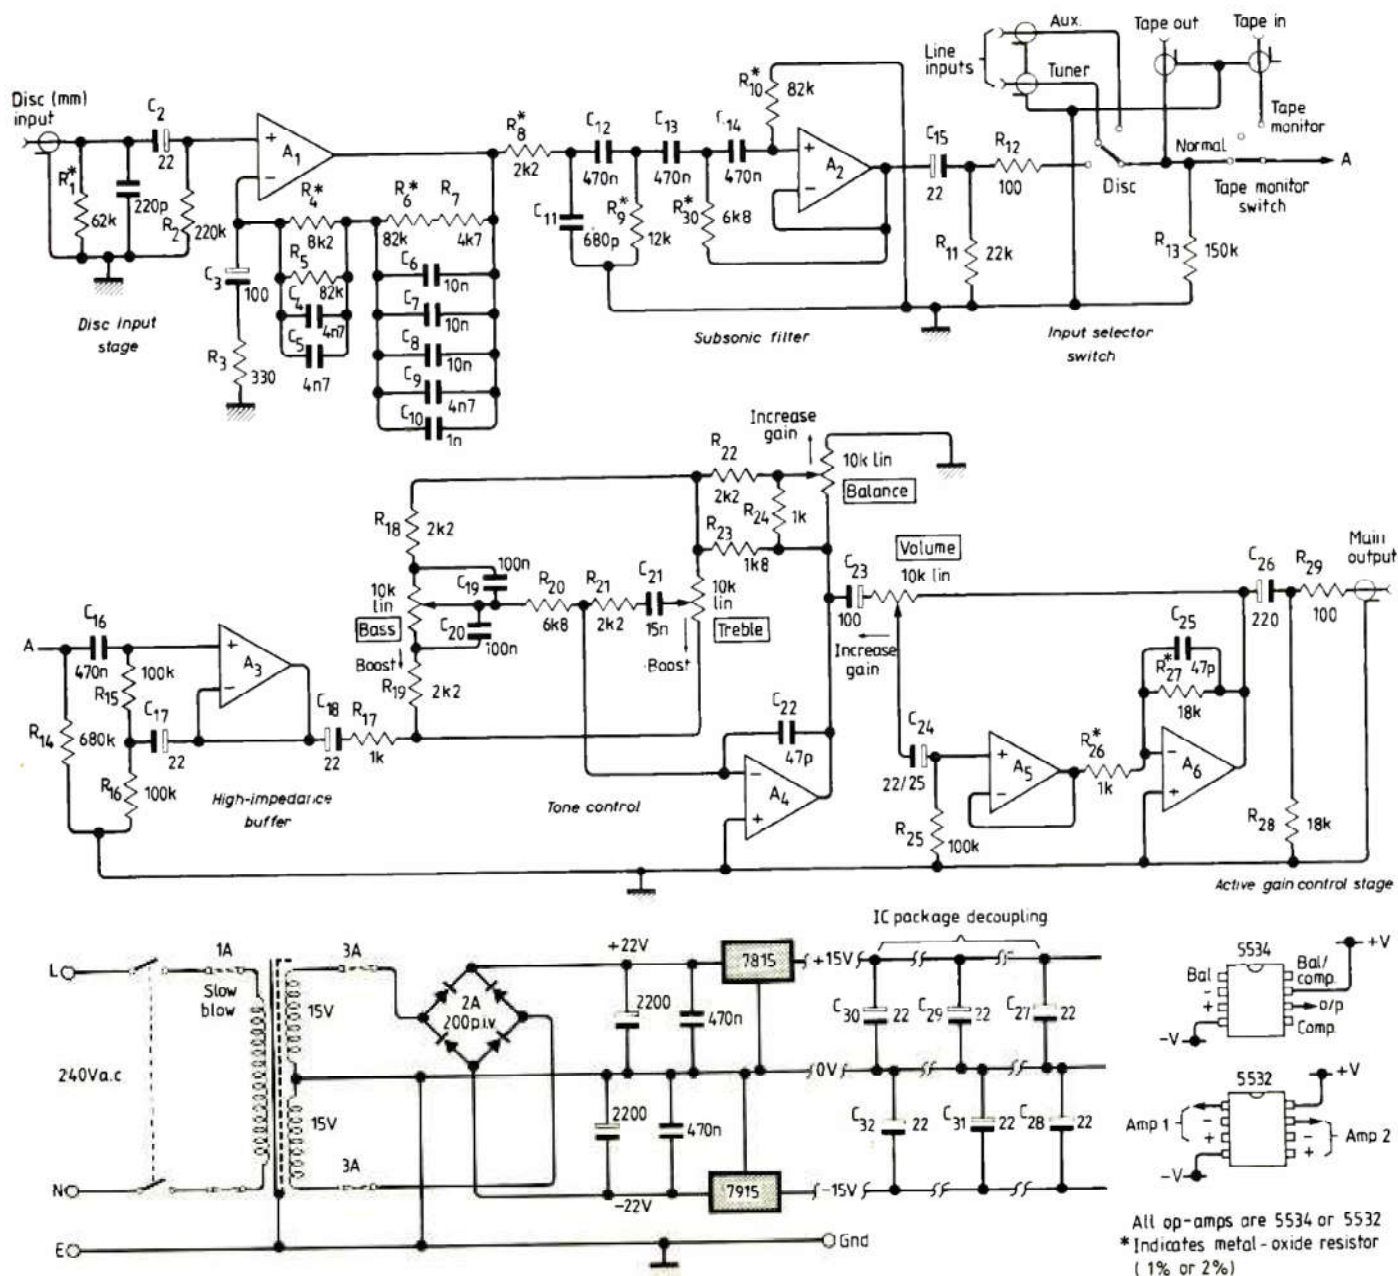 Disc (mm)
input
C2
22
R1*
62k
220p
R2
220k
+
−
A1
C3
100
R3
330
R4*
8k2
R5
82k
C4
4n7
C5
4n7
R6*
82k
R7
4k7
C6
10n
C7
10n
C8
10n
C9
4n7
C10
1n
Disc input
stage
R8*
2k2
C11
680p
C12
470n
R9*
12k
C13
470n
R30*
6k8
C14
470n
R10*
82k
+
−
A2
Subsonic filter
C15
22
R11
22k
R12
100
Line
inputs
Aux.
Tuner
Disc
Tape out
Tape in
Normal
Tape
monitor
Tape monitor
switch
R13
150k
A
Input selector
switch
A
C16
470n
R14
680k
R15
100k
R16
100k
C17
22
+
−
A3
High-impedance
buffer
C18
22
R17
1k
R18
2k2
10k
lin
Bass
Boost
R19
2k2
C19
100n
C20
100n
R20
6k8
R21
2k2
C21
15n
10k
lin
Treble
Boost
R22
2k2
R23
1k8
R24
1k
Increase
gain
10k lin
Balance
C22
47p
−
+
A4
Tone control
C23
100
Volume
10k lin
Increase
gain
C24
22/25
R25
100k
+
−
A5
R26*
1k
C25
47p
R27*
18k
−
+
A6
C26
220
R28
18k
R29
100
Main
output
Active gain control stage
L
240Va.c
N
E
1A
Slow
blow
15V
15V
3A
3A
2A
200p.i.v
+22V
2200
470n
7815
+15V
0V
2200
470n
−22V
7915
−15V
Gnd
IC package decoupling
C30
22
C29
22
C27
22
C32
22
C31
22
C28
22
5534
Bal
−
+
−V
Bal/
comp.
o/p
Comp.
+V
5532
Amp 1
−
+
−V
+V
−
+
Amp 2
All op-amps are 5534 or 5532
* Indicates metal-oxide resistor
(1% or 2%)